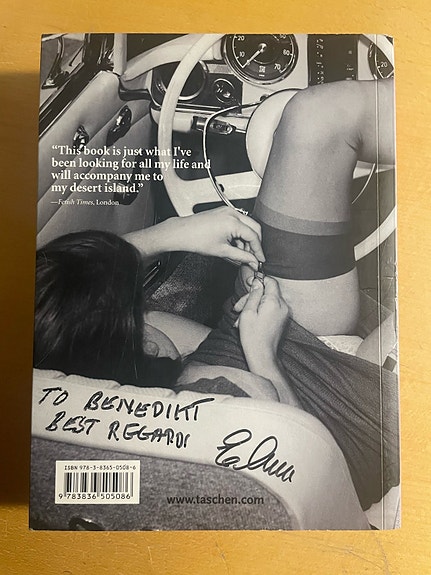 “This book is just what I've
been looking for all my life and
will accompany me to
my desert island.”
—Fetish Times, London
TO BENEDIKT
BEST REGARDS
ISBN 978-3-8365-0508-6
9 783836 505086
www.taschen.com